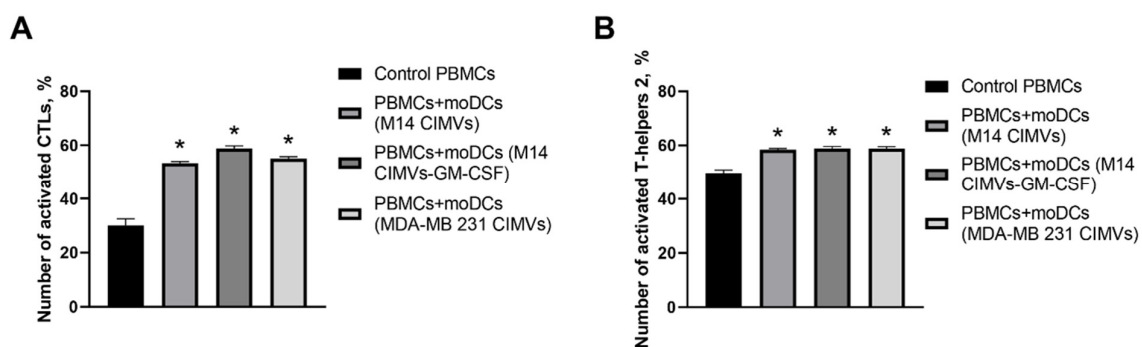 A
Number of activated CTLs, %
80
60
40
20
0
*
*
*
Control PBMCs
PBMCs+moDCs
(M14 CIMVs)
PBMCs+moDCs (M14
CIMVs-GM-CSF)
PBMCs+moDCs
(MDA-MB 231 CIMVs)
B
Number of activated T-helpers 2, %
80
60
40
20
0
*
*
*
Control PBMCs
PBMCs+moDCs
(M14 CIMVs)
PBMCs+moDCs (M14
CIMVs-GM-CSF)
PBMCs+moDCs
(MDA-MB 231 CIMVs)